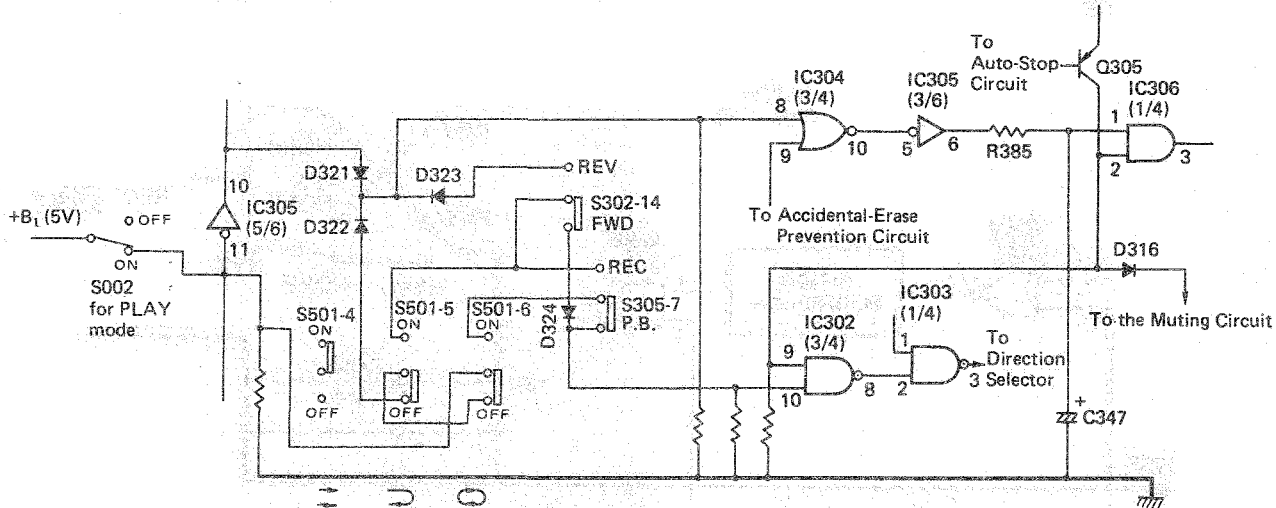 To
Auto-Stop
Circuit
Q305
IC304
(3/4)
IC305
(3/6)
IC306
(1/4)
8
9
10
5
6
R385
1
2
3
D321
D323
REV
10
IC305
(5/6)
11
D322
S302-14
FWD
+B₁ (5V)
OFF
ON
S002
for PLAY
mode
To Accidental-Erase
Prevention Circuit
REC
D316
S501-4
ON
S501-5
ON
S501-6
ON
D324
S305-7
P.B.
IC303
(1/4)
IC302
(3/4)
To the Muting Circuit
1
To
Direction
Selector
9
10
8
2
3
OFF
OFF
OFF
+
C347